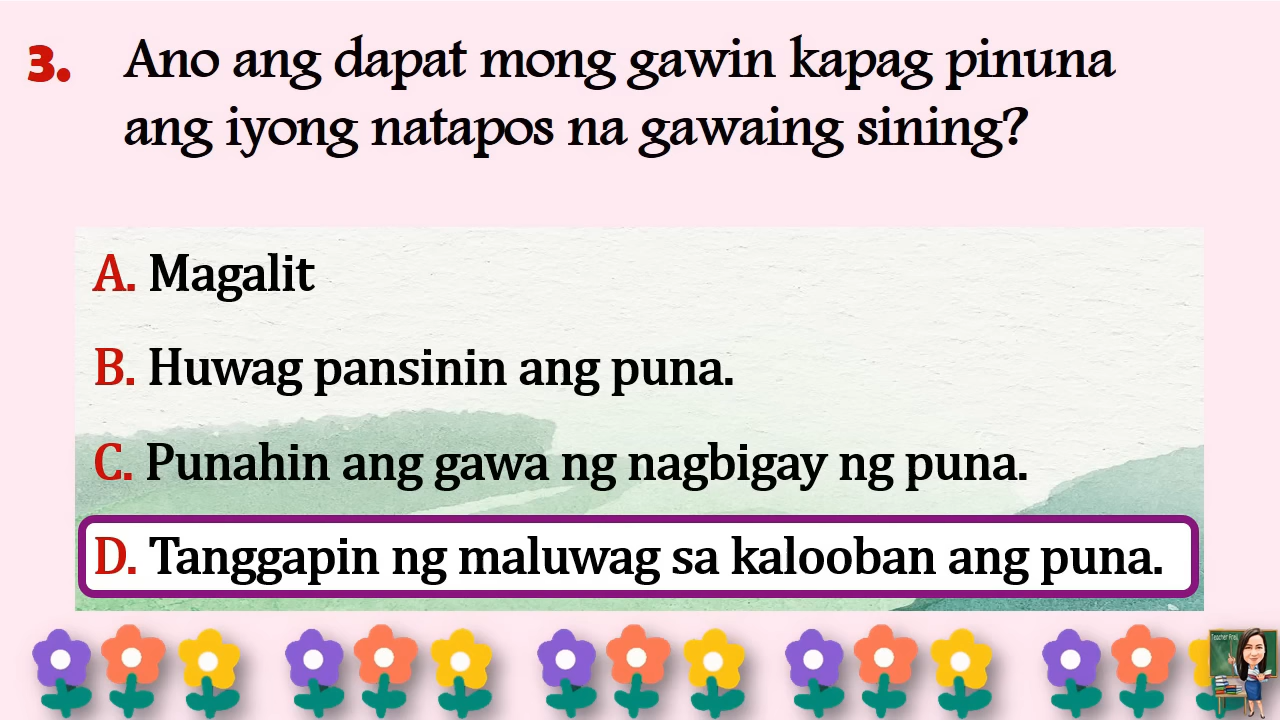 3. Ano ang dapat mong gawin kapag pinuna
ang iyong natapos na gawaing sining?
A. Magalit
B. Huwag pansinin ang puna.
C. Punahin ang gawa ng nagbigay ng puna.
D. Tanggapin ng maluwag sa kalooban ang puna.